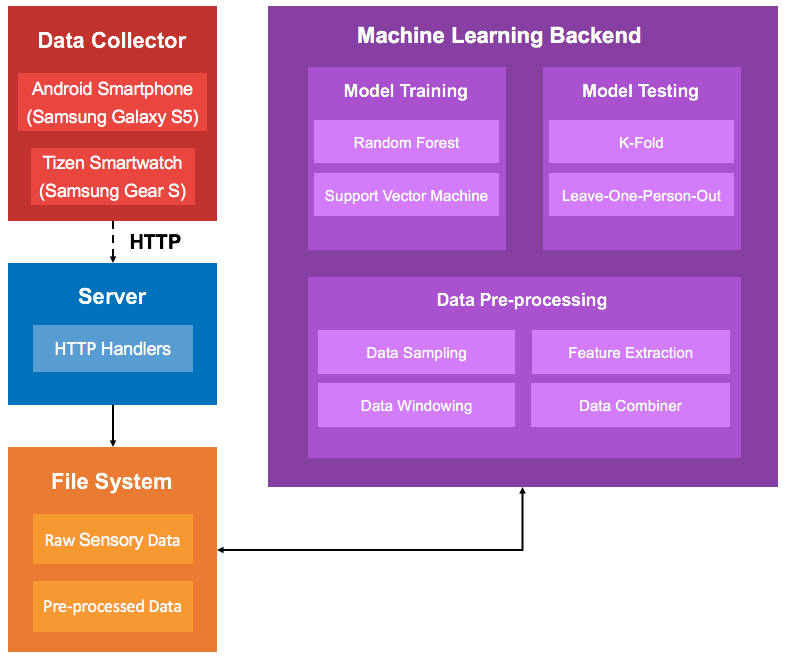 Data Collector
Android Smartphone
(Samsung Galaxy S5)
Tizen Smartwatch
(Samsung Gear S)
HTTP
Server
HTTP Handlers
File System
Raw Sensory Data
Pre-processed Data
Machine Learning Backend
Model Training
Random Forest
Support Vector Machine
Model Testing
K-Fold
Leave-One-Person-Out
Data Pre-processing
Data Sampling
Feature Extraction
Data Windowing
Data Combiner